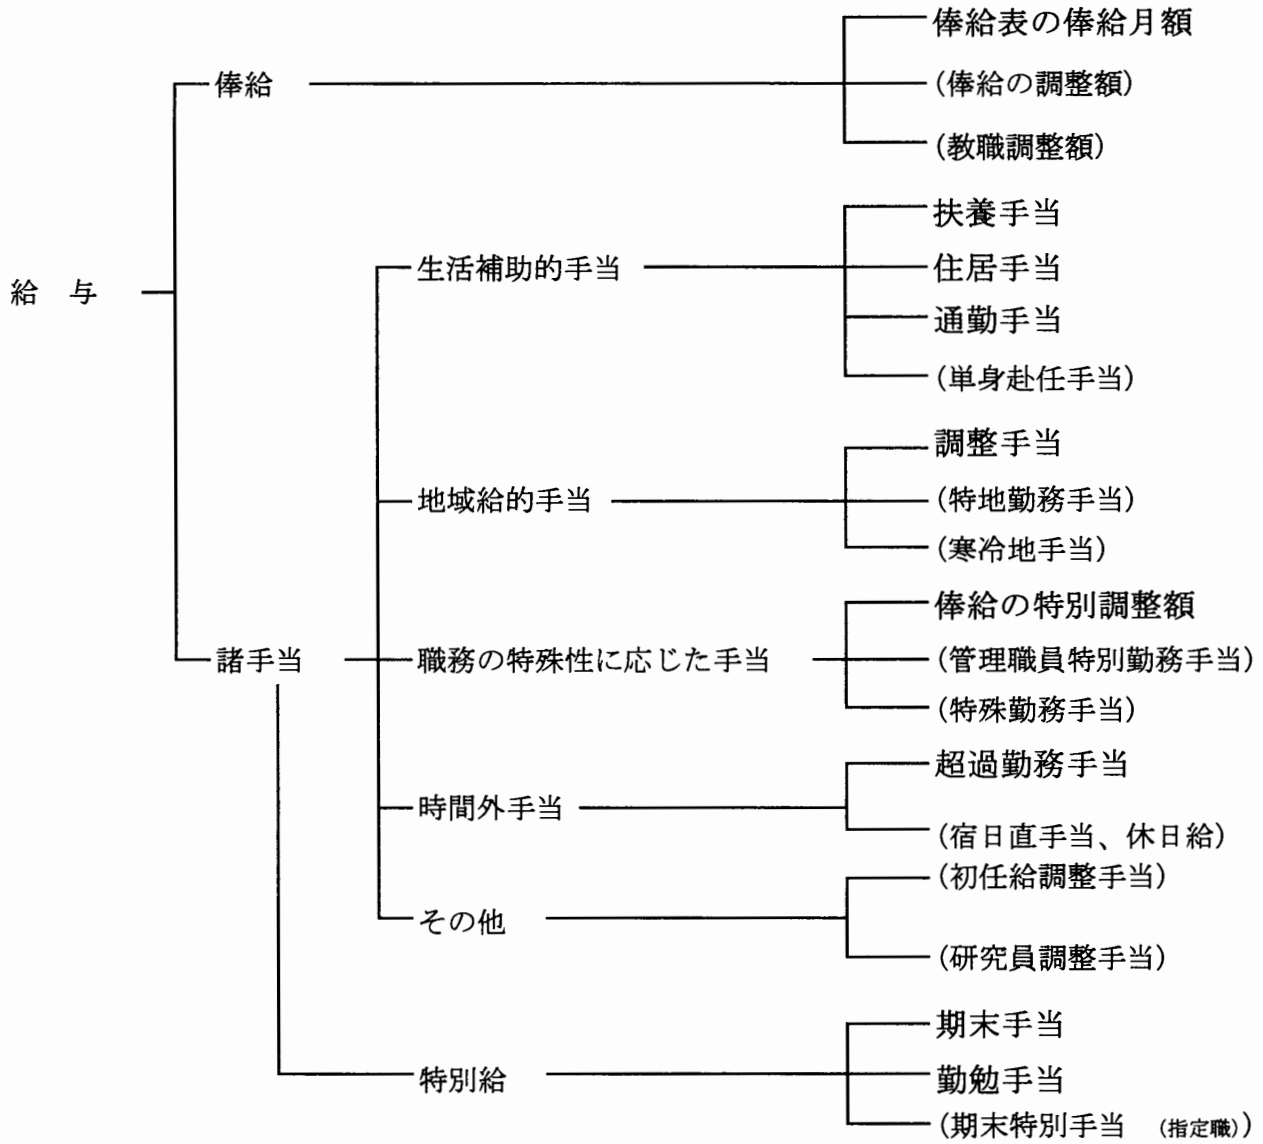 給　与
俸給
俸給表の俸給月額
(俸給の調整額)
(教職調整額)
諸手当
生活補助的手当
扶養手当
住居手当
通勤手当
(単身赴任手当)
地域給的手当
調整手当
(特地勤務手当)
(寒冷地手当)
職務の特殊性に応じた手当
俸給の特別調整額
(管理職員特別勤務手当)
(特殊勤務手当)
時間外手当
超過勤務手当
(宿日直手当、休日給)
その他
(初任給調整手当)
(研究員調整手当)
特別給
期末手当
勤勉手当
(期末特別手当　(指定職))